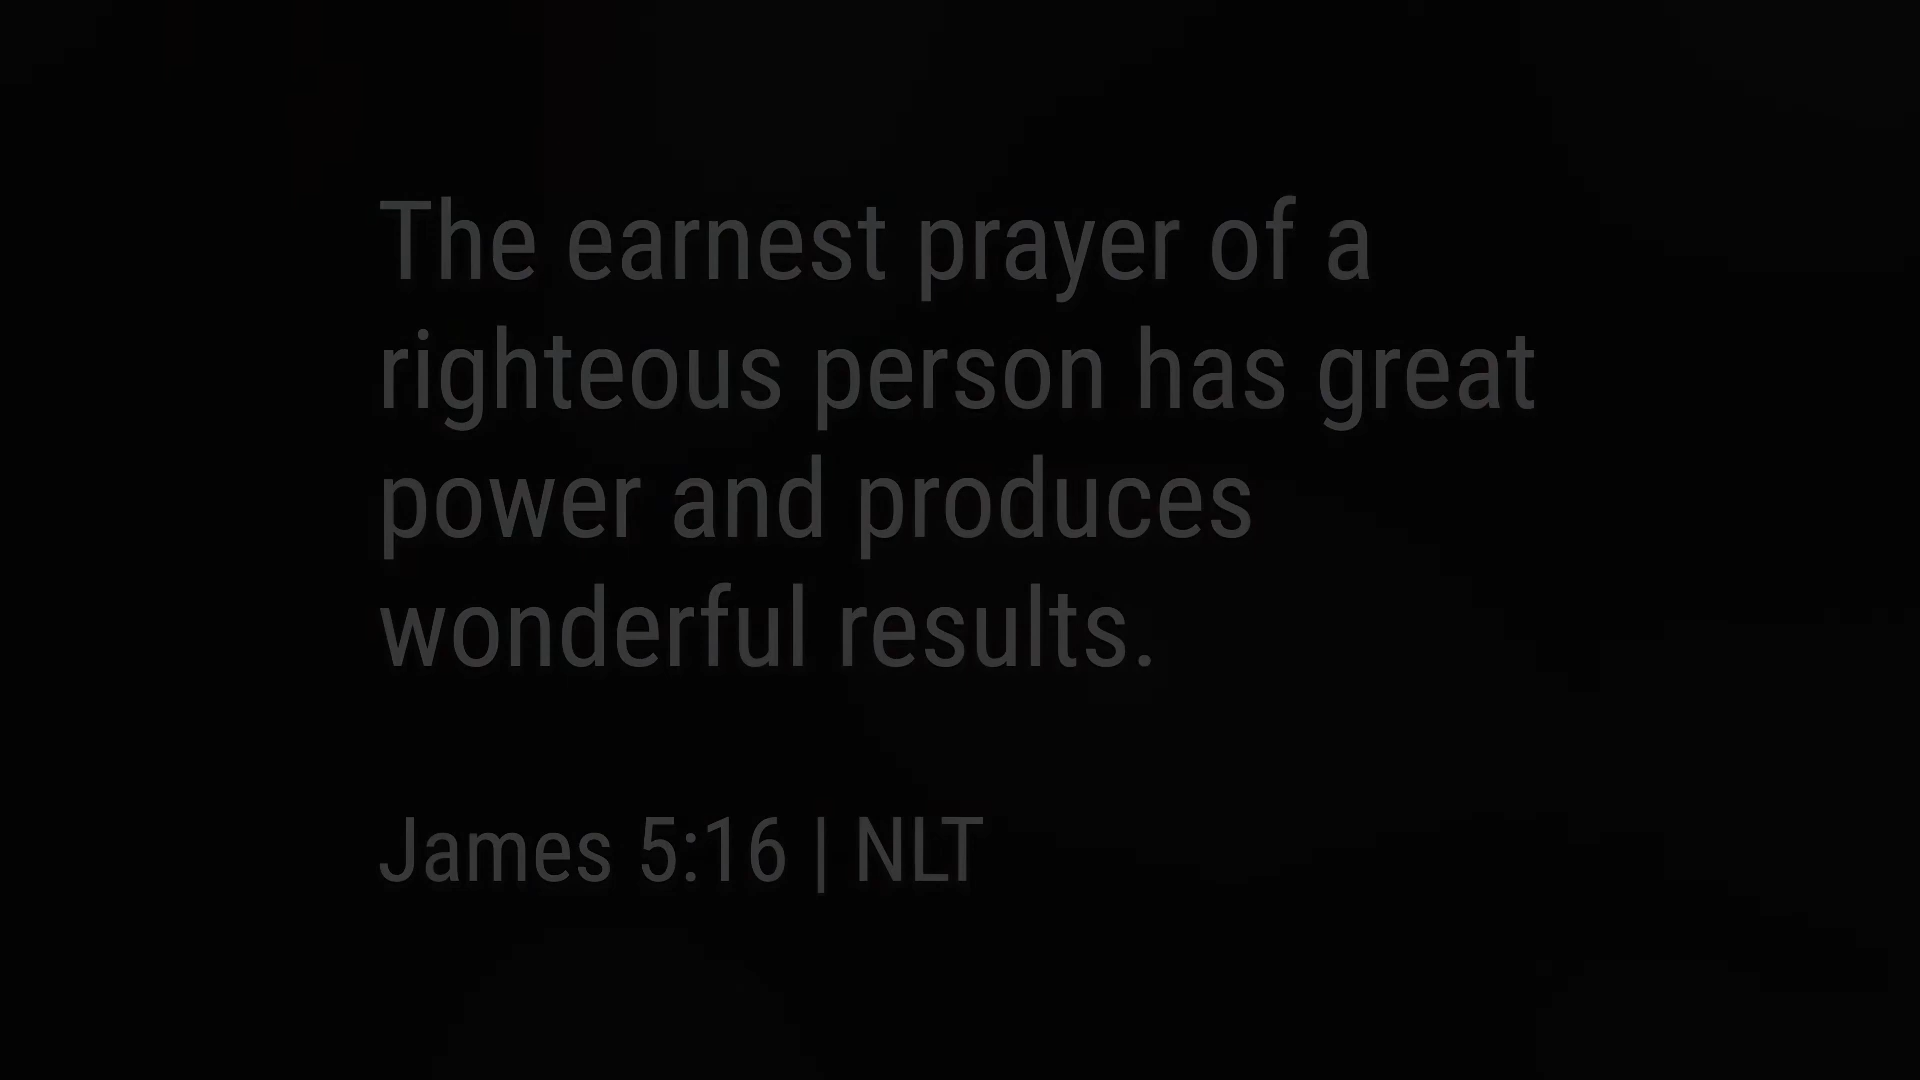 The earnest prayer of a
righteous person has great
power and produces
wonderful results.
James 5:16 | NLT